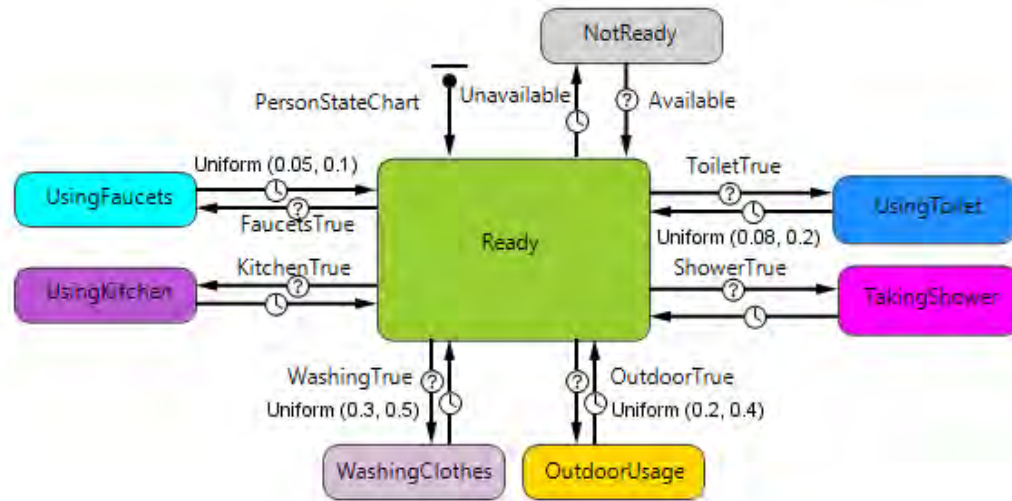 NotReady
PersonStateChart
Unavailable
? Available
Uniform (0.05, 0.1)
ToiletTrue
UsingFaucets
?
?
UsingToilet
FaucetsTrue
Ready
Uniform (0.08, 0.2)
KitchenTrue
ShowerTrue
UsingKitchen
?
?
TakingShower
WashingTrue
?
?
OutdoorTrue
Uniform (0.3, 0.5)
Uniform (0.2, 0.4)
WashingClothes
OutdoorUsage